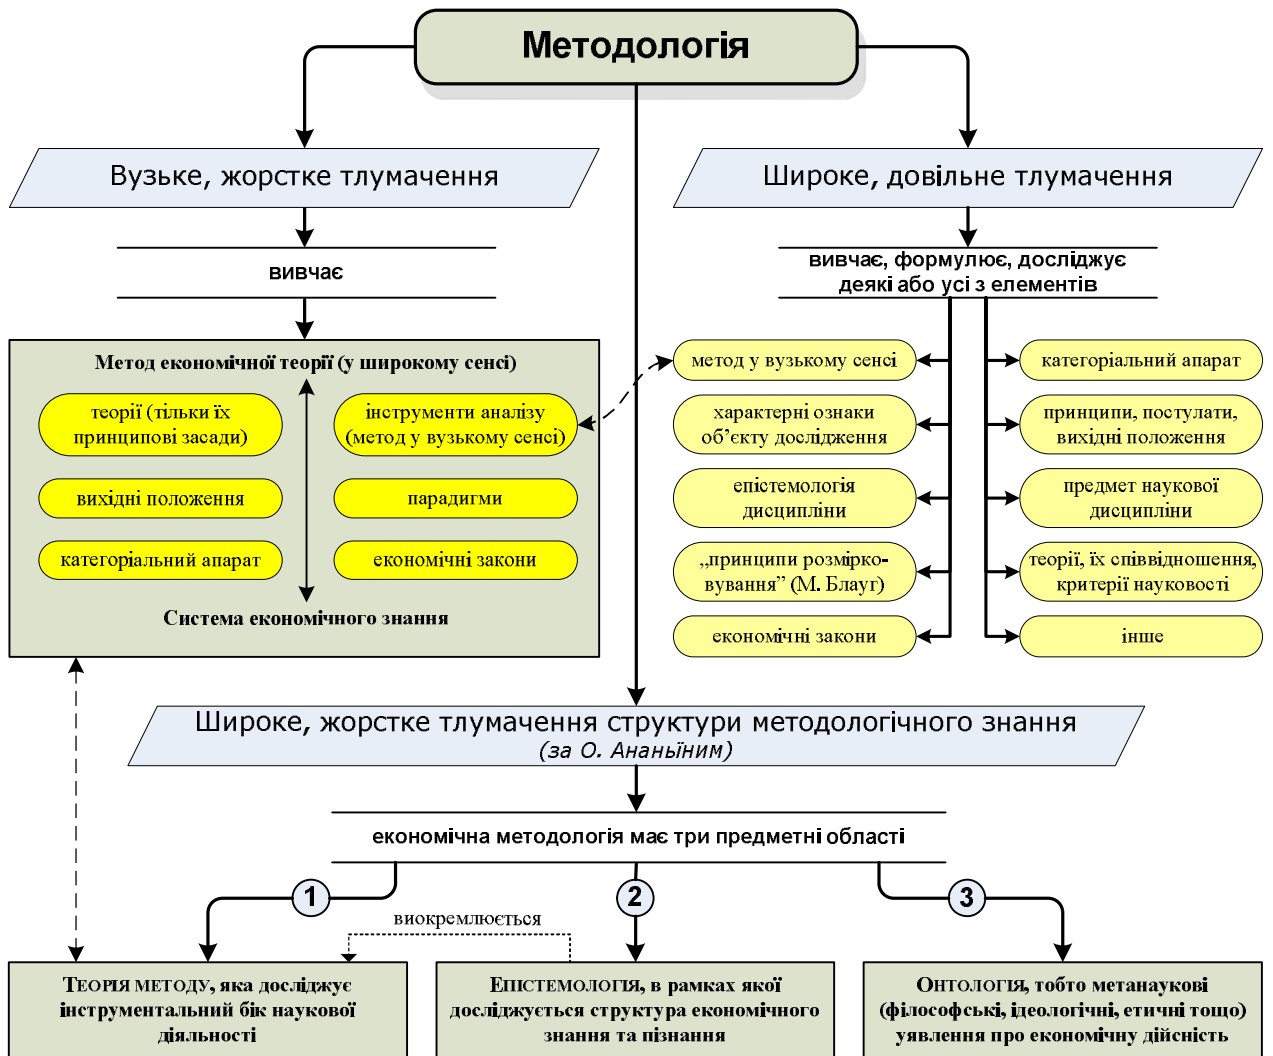 Методологія
Вузьке, жорстке тлумачення
вивчає
Метод економічної теорії (у широкому сенсі)
теорії (тільки їх
принципові засади)
вихідні положення
категоріальний апарат
інструменти аналізу
(метод у вузькому сенсі)
парадигми
економічні закони
Система економічного знання
Широке, довільне тлумачення
вивчає, формулює, досліджує
деякі або усі з елементів
метод у вузькому сенсі
характерні ознаки
об’єкту дослідження
епістемологія
дисципліни
„принципи розмірко-
вування” (М. Блауг)
економічні закони
категоріальний апарат
принципи, постулати,
вихідні положення
предмет наукової
дисципліни
теорії, їх співвідношення,
критерії науковості
інше
Широке, жорстке тлумачення структури методологічного знання
(за О. Ананьїним)
економічна методологія має три предметні області
1
2
3
виокремлюється
ТЕОРІЯ МЕТОДУ, яка досліджує
інструментальний бік наукової
діяльності
ЕПІСТЕМОЛОГІЯ, в рамках якої
досліджується структура економічного
знання та пізнання
ОНТОЛОГІЯ, тобто метанаукові
(філософські, ідеологічні, етичні тощо)
уявлення про економічну дійсність